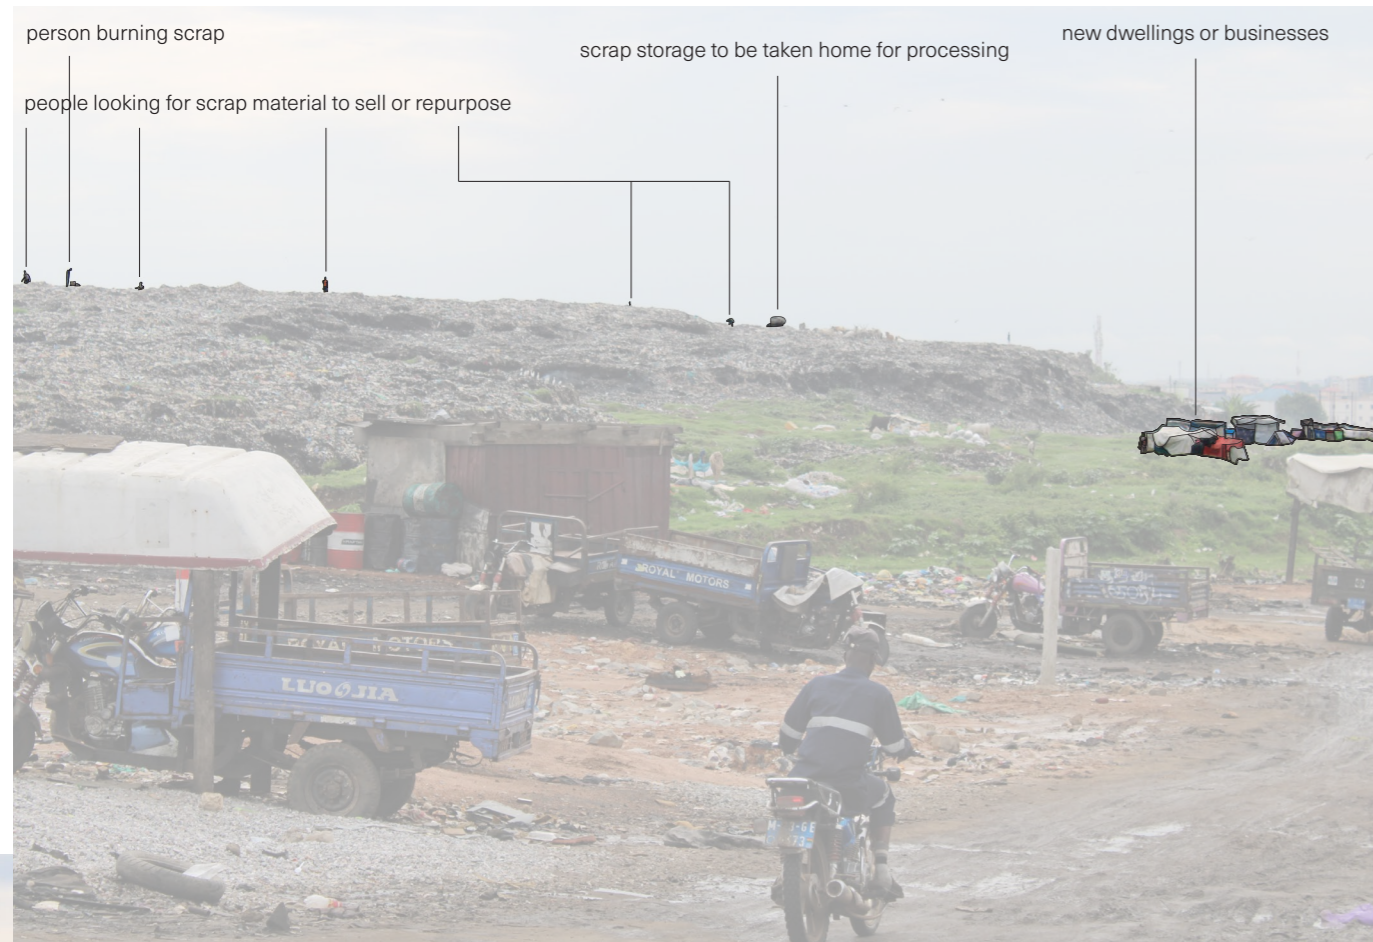 person burning scrap
scrap storage to be taken home for processing
new dwellings or businesses
people looking for scrap material to sell or repurpose
ROYAL MOTORS
LUOJIA